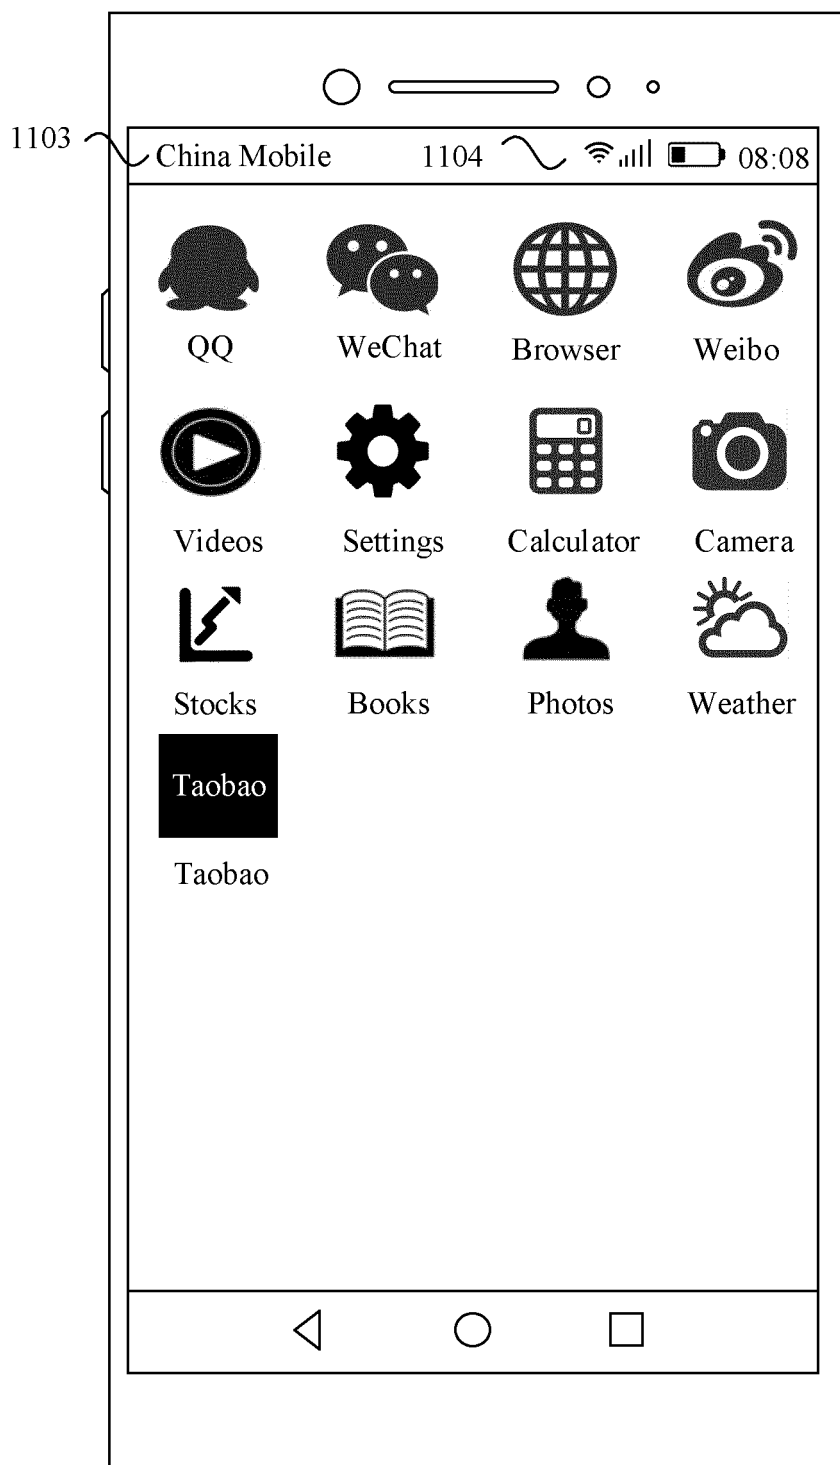 1103
China Mobile 1104 08:08
QQ WeChat Browser Weibo
0
Videos Settings Calculator Camera
Stocks Books Photos Weather
Taobao
Taobao